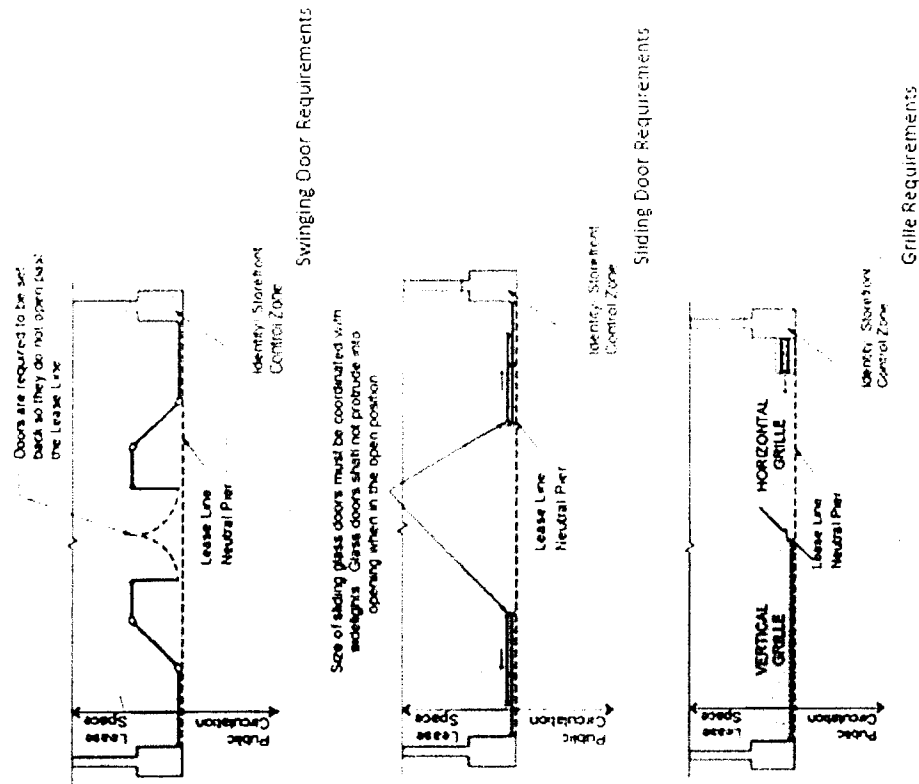 Doors are required to be set
back so they do not open past
the Lease Line
Lease
Space
Public
Circulation
Lease Line
Neutral Pier
Identity Storefront
Control Zone
Swinging Door Requirements
Size of sliding glass doors must be coordinated with
sidelights Glass doors shall not protrude into
opening when in the open position
Lease
Space
Public
Circulation
Lease Line
Neutral Pier
Identity Storefront
Control Zone
Sliding Door Requirements
Lease
Space
Public
Circulation
VERTICAL
GRILLE
HORIZONTAL
GRILLE
Lease Line
Neutral Pier
Identity Storefront
Control Zone
Grille Requirements